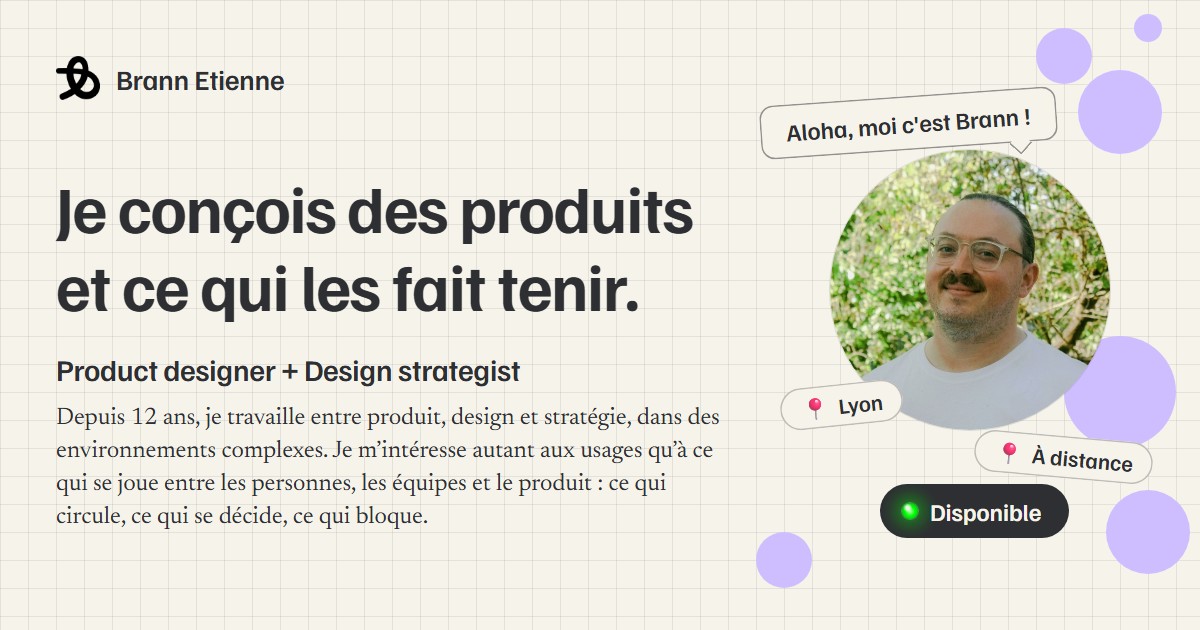 Brann Etienne
Aloha, moi c'est Brann !
Je conçois des produits
et ce qui les fait tenir.
Product designer + Design strategist
Depuis 12 ans, je travaille entre produit, design et stratégie, dans des
environnements complexes. Je m’intéresse autant aux usages qu’à ce
qui se joue entre les personnes, les équipes et le produit : ce qui
circule, ce qui se décide, ce qui bloque.
Lyon
À distance
Disponible